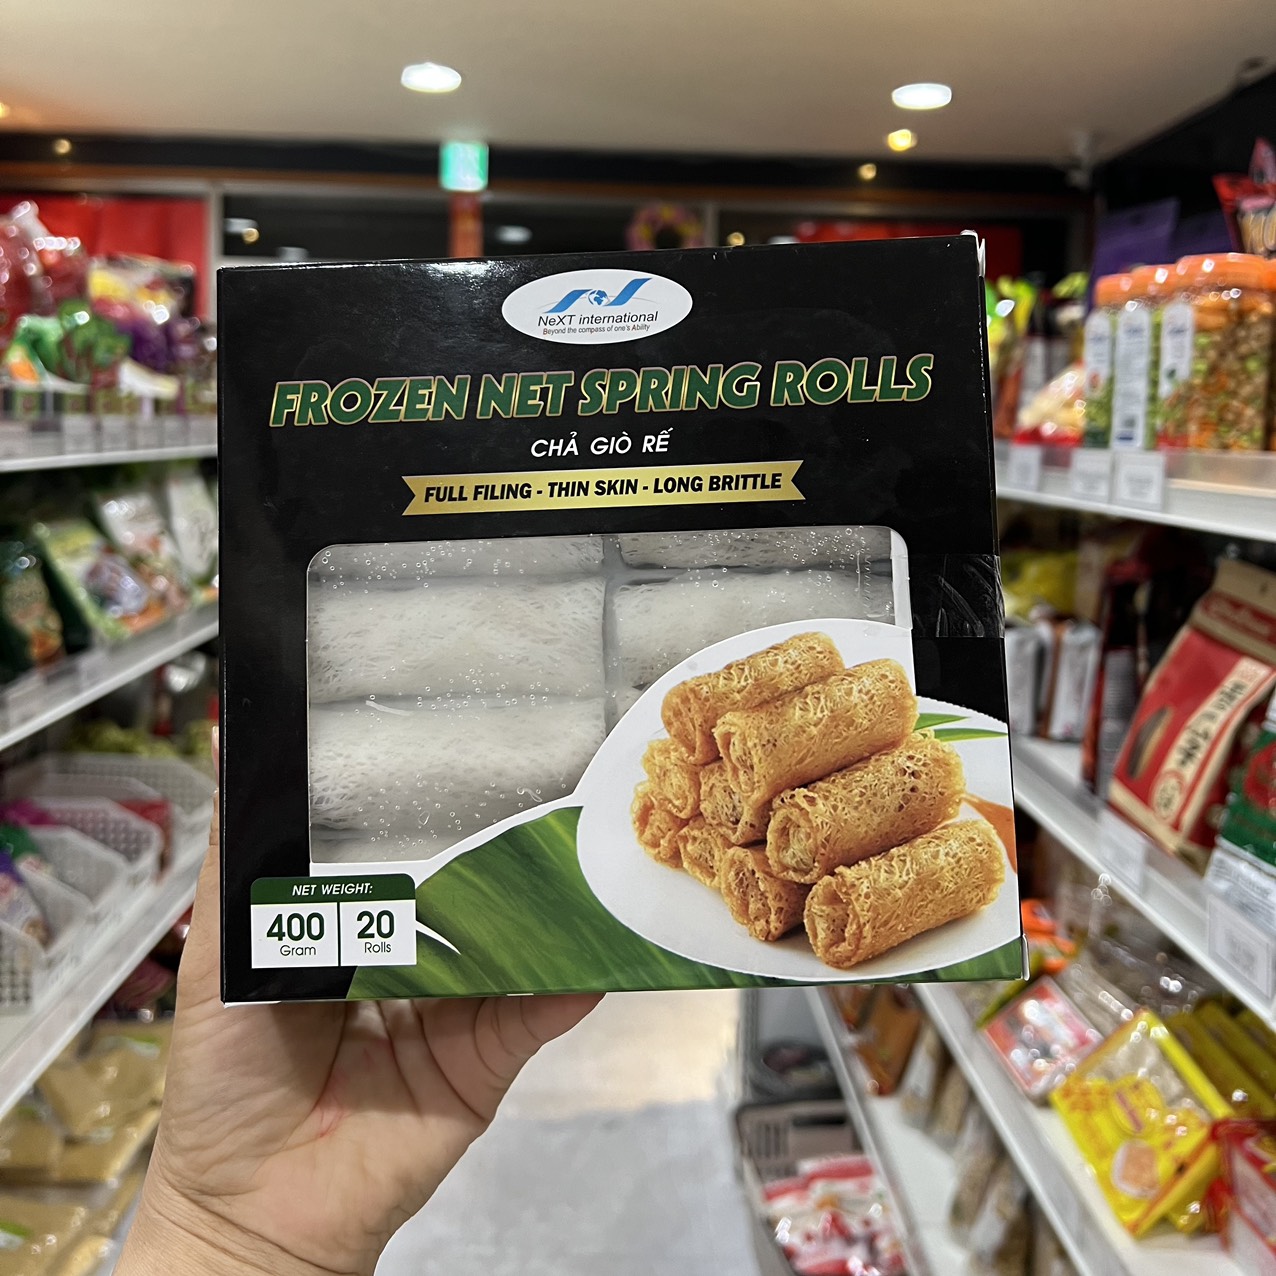 NeXT international
Beyond the compass of one's Ability
FROZEN NET SPRING ROLLS
CHẢ GIÒ RẾ
FULL FILING - THIN SKIN - LONG BRITTLE
NET WEIGHT:
400 20
Gram Rolls